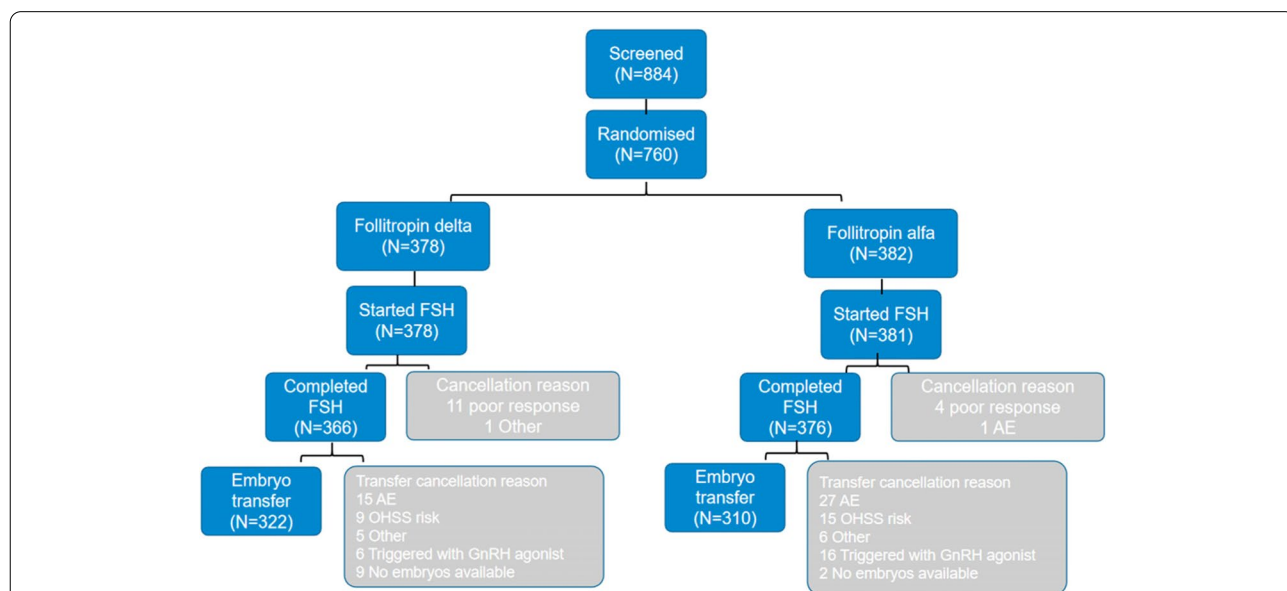 Screened
(N=884)
Randomised
(N=760)
Follitropin delta
(N=378)
Follitropin alfa
(N=382)
Started FSH
(N=378)
Started FSH
(N=381)
Completed
FSH
(N=366)
Cancellation reason
11 poor response
1 Other
Completed
FSH
(N=376)
Cancellation reason
4 poor response
1 AE
Embryo
transfer
(N=322)
Transfer cancellation reason
15 AE
9 OHSS risk
5 Other
6 Triggered with GnRH agonist
9 No embryos available
Embryo
transfer
(N=310)
Transfer cancellation reason
27 AE
15 OHSS risk
6 Other
16 Triggered with GnRH agonist
2 No embryos available